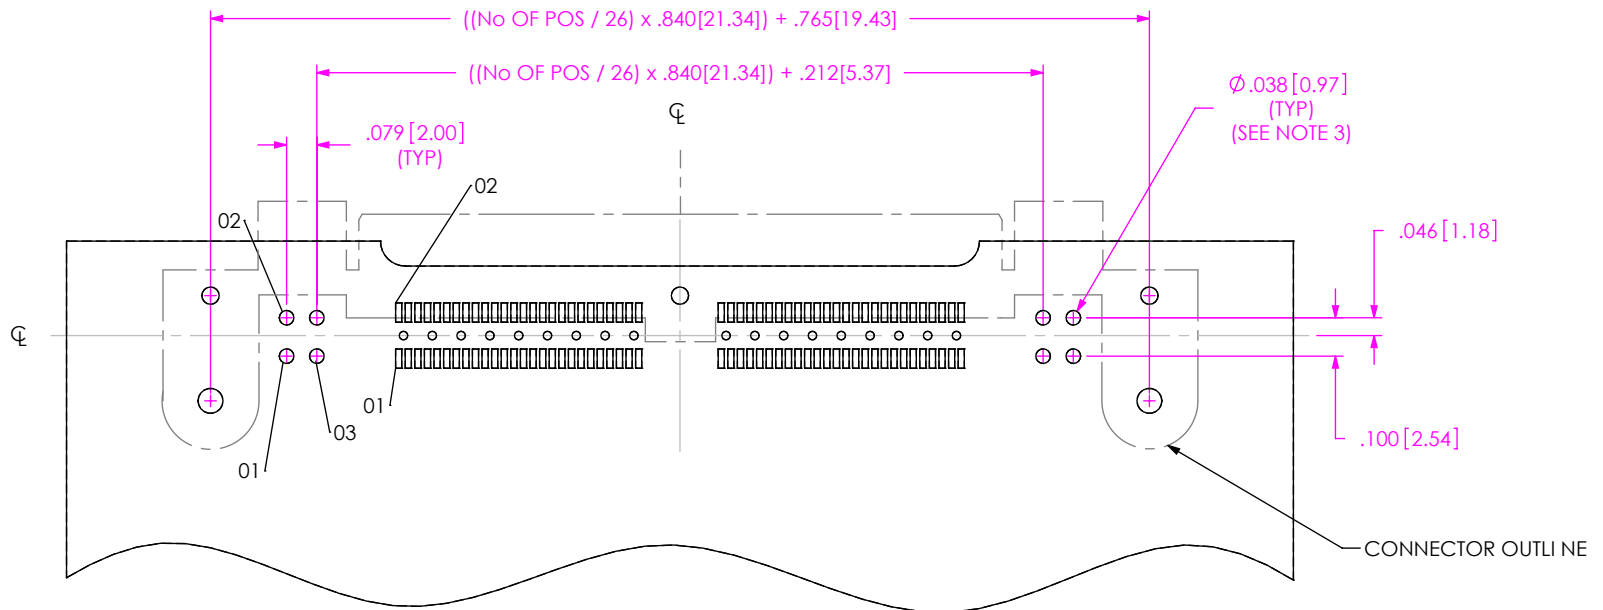 ((No OF POS / 26) x .840[21.34]) + .765[19.43]
((No OF POS / 26) x .840[21.34]) + .212[5.37]
℄
Ø.038[0.97]
(TYP)
(SEE NOTE 3)
.079[2.00]
(TYP)
02
02
.046[1.18]
℄
01
03
01
.100[2.54]
CONNECTOR OUTLI NE